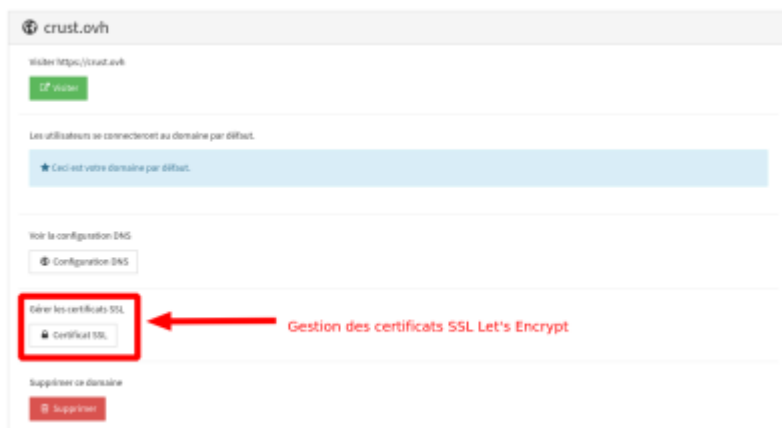 crust.ovh
Visiter https://crust.ovh
Visiter
Les utilisateurs se connecteront au domaine par défaut.
Ceci est votre domaine par défaut.
Voir la configuration DNS
Configuration DNS
Gérer les certificats SSL
Certificat SSL
Gestion des certificats SSL Let's Encrypt
Supprimer ce domaine
Supprimer